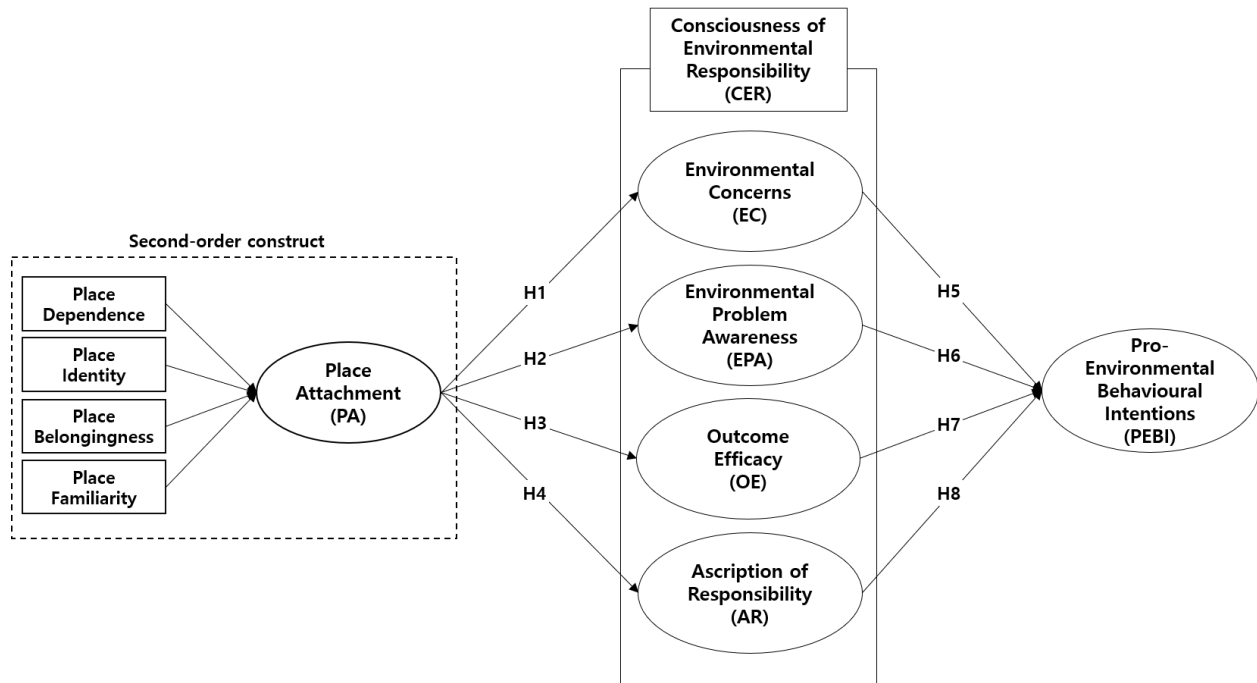 Consciousness of
Environmental
Responsibility
(CER)
Second-order construct
Place
Dependence
Place
Identity
Place
Belongingness
Place
Familiarity
Place
Attachment
(PA)
H1
H2
H3
H4
Environmental
Concerns
(EC)
Environmental
Problem
Awareness
(EPA)
Outcome
Efficacy
(OE)
Ascription of
Responsibility
(AR)
H5
H6
H7
H8
Pro-
Environmental
Behavioural
Intentions
(PEBI)